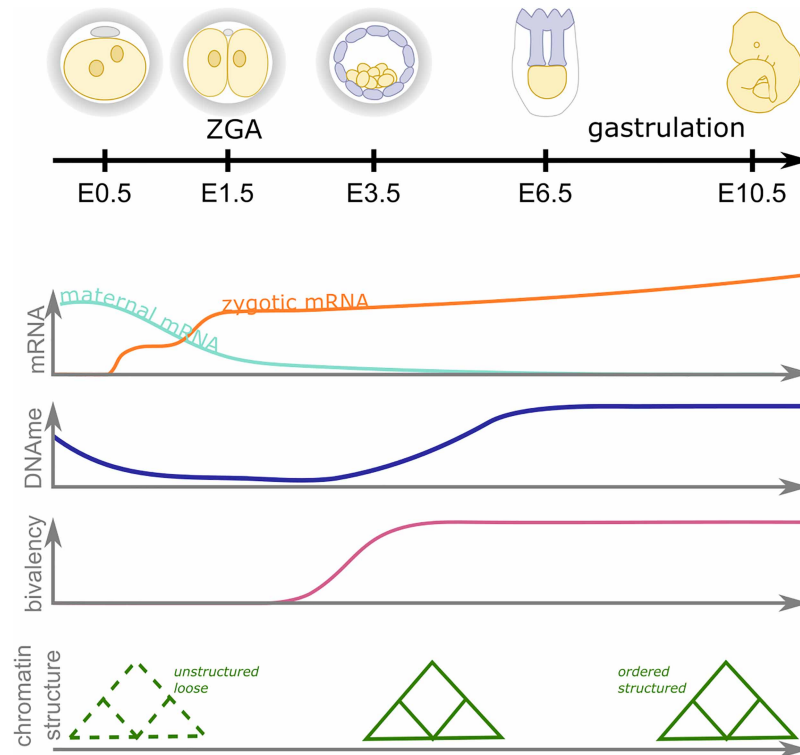 ZGA
gastrulation
E0.5
E1.5
E3.5
E6.5
E10.5
mRNA
maternal mRNA
zygotic mRNA
DNAme
bivalency
chromatin
structure
unstructured
loose
ordered
structured